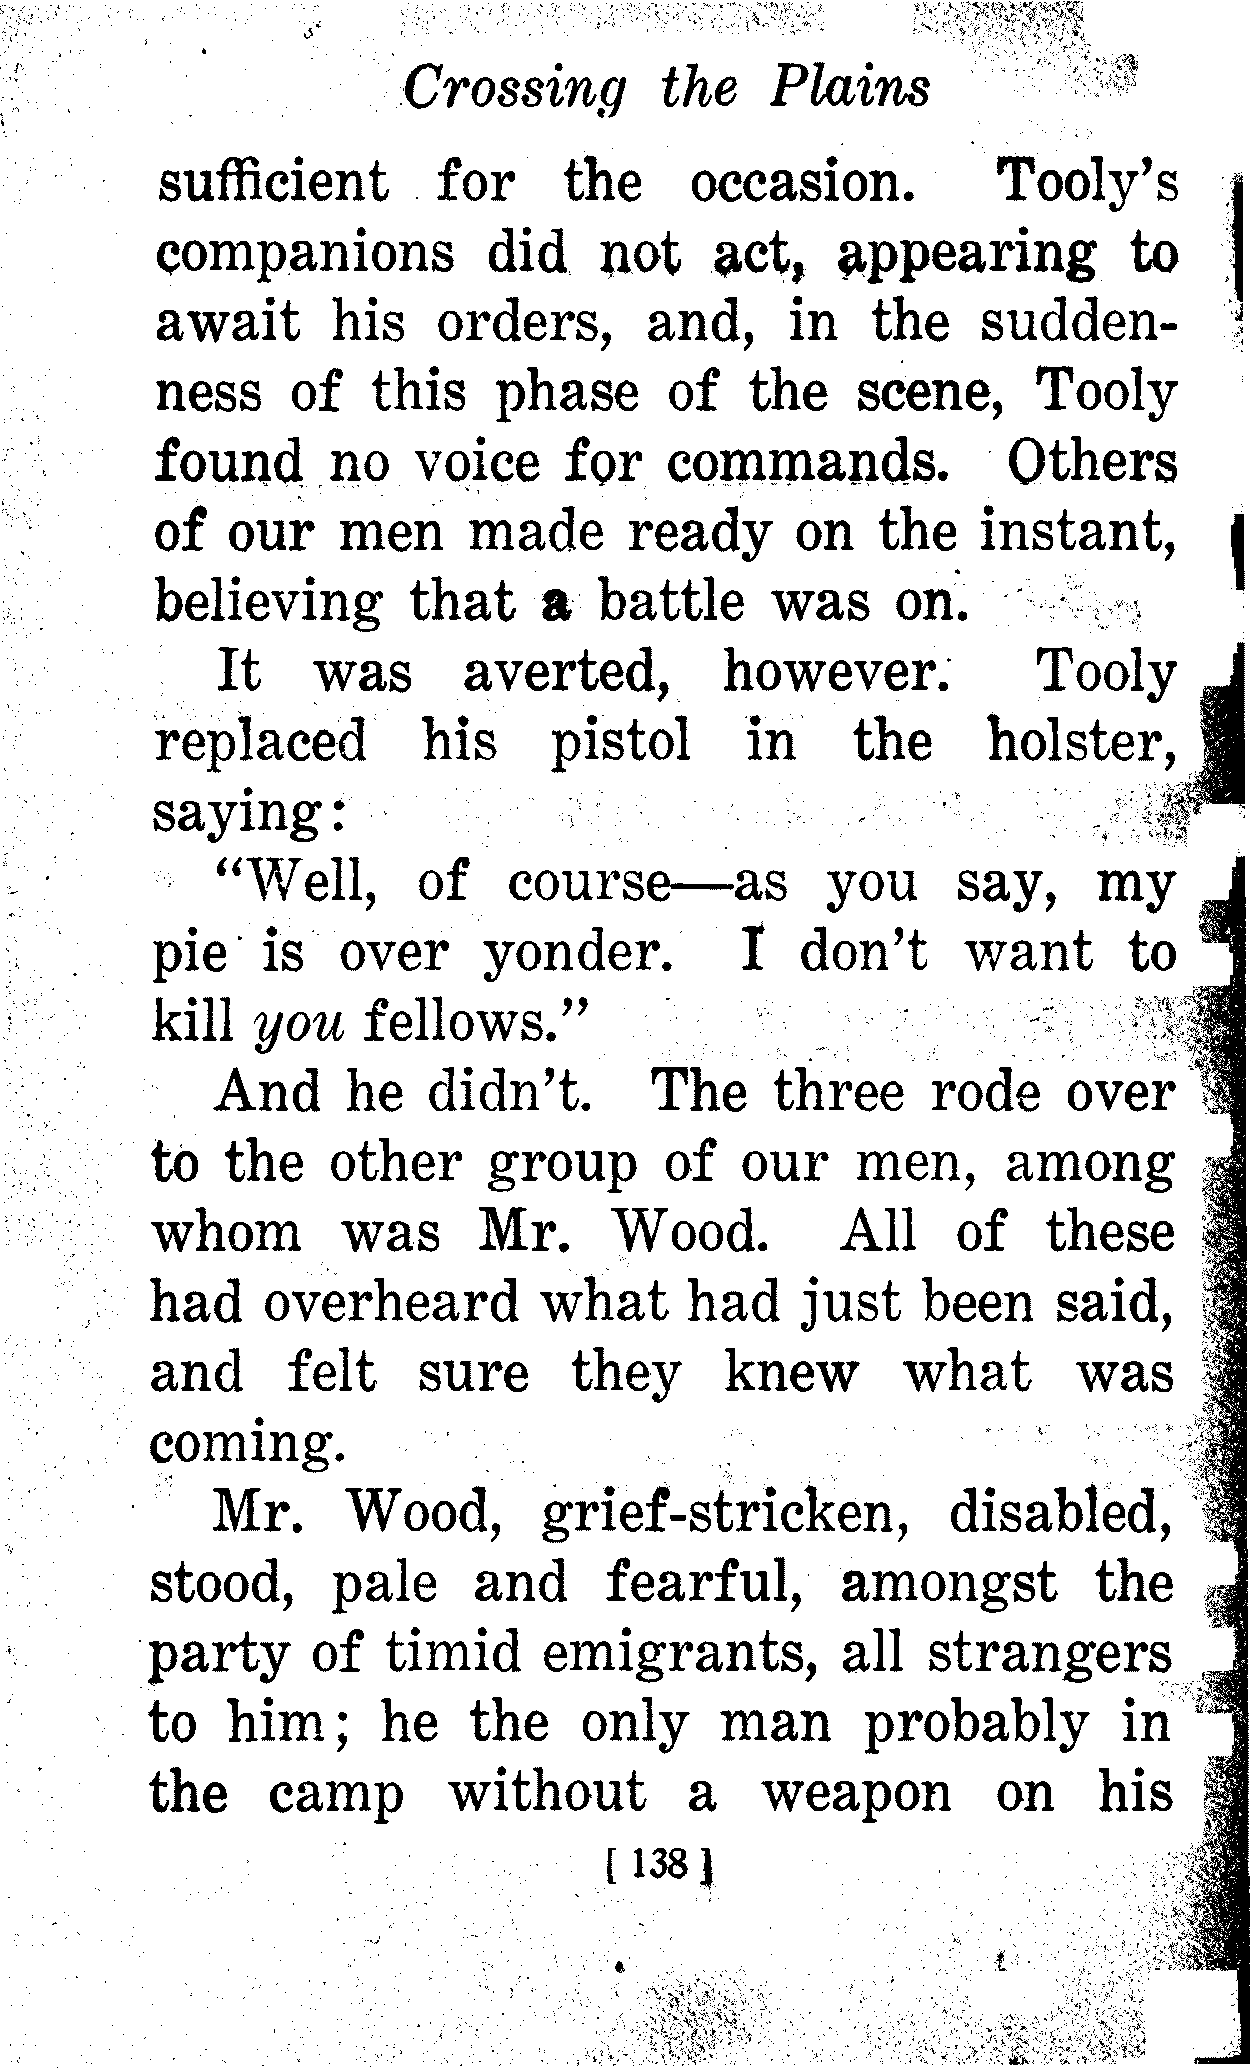 Crossing the Plains
sufficient for the occasion. Tooly's
companions did not act, appearing to
await his orders, and, in the sudden-
ness of this phase of the scene, Tooly
found no voice for commands. Others
of our men made ready on the instant,
believing that a battle was on.
It was averted, however. Tooly
replaced his pistol in the holster,
saying:
"Well, of course—as you say, my
pie is over yonder. I don't want to
kill you fellows."
And he didn't. The three rode over
to the other group of our men, among
whom was Mr. Wood. All of these
had overheard what had just been said,
and felt sure they knew what was
coming.
Mr. Wood, grief-stricken, disabled,
stood, pale and fearful, amongst the
party of timid emigrants, all strangers
to him; he the only man probably in
the camp without a weapon on his
[ 138 ]